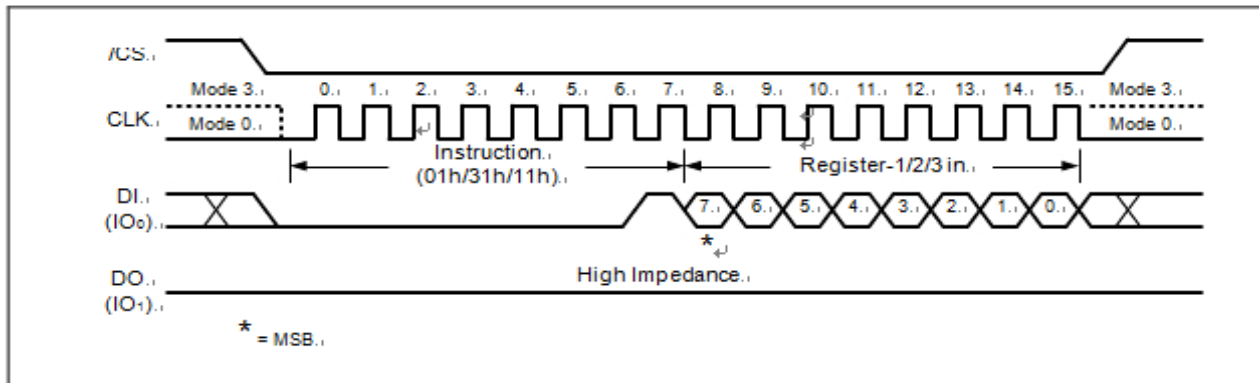 /CS
Mode 3 0 1 2 3 4 5 6 7 8 9 10 11 12 13 14 15 Mode 3
CLK Mode 0 Mode 0
Instruction
(01h/31h/11h)
Register-1/2/3 in
DI
(IO₀)
7 6 5 4 3 2 1 0
*
High Impedance
DO
(IO₁)
* = MSB